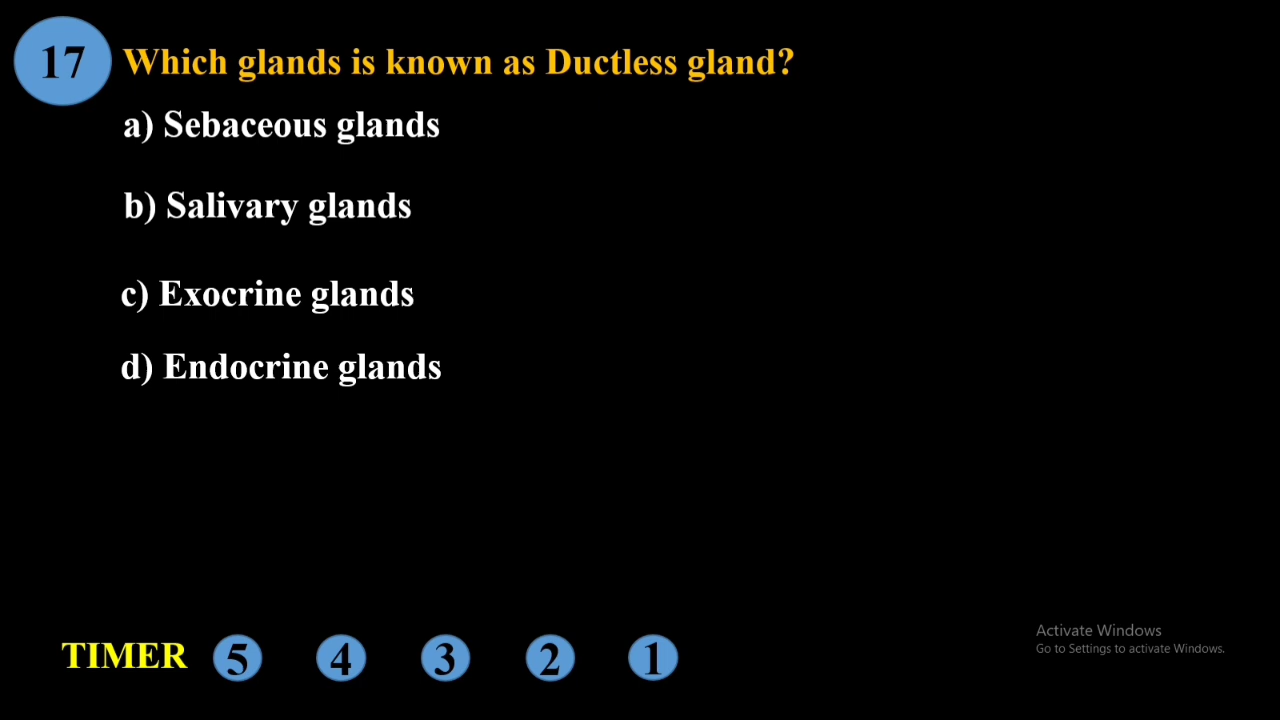 17 Which glands is known as Ductless gland?
a) Sebaceous glands
b) Salivary glands
c) Exocrine glands
d) Endocrine glands
TIMER 5 4 3 2 1
Activate Windows
Go to Settings to activate Windows.